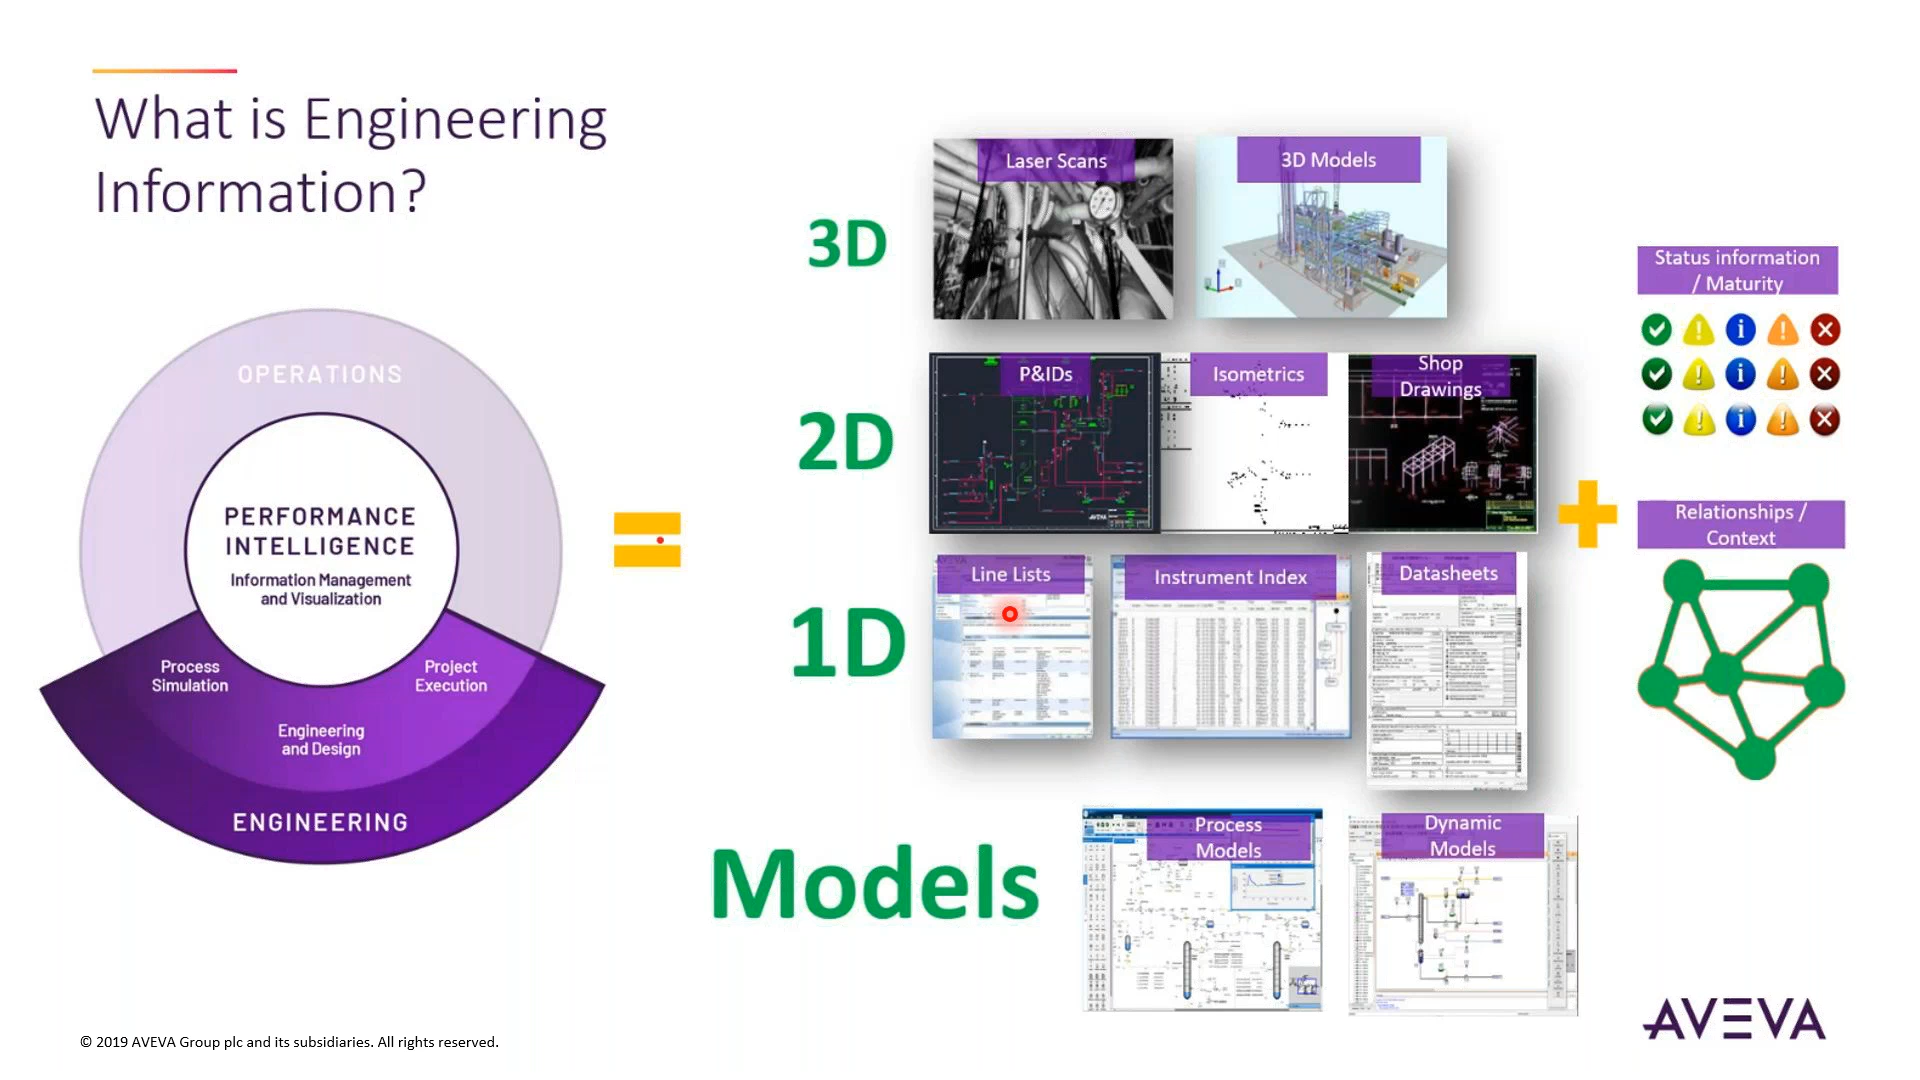 What is Engineering
Information?
OPERATIONS
PERFORMANCE
INTELLIGENCE
Information Management
and Visualization
Process
Simulation
Project
Execution
Engineering
and Design
ENGINEERING
3D
Laser Scans
3D Models
2D
P&IDs
Isometrics
Shop
Drawings
1D
Line Lists
Instrument Index
Datasheets
Models
Process
Models
Dynamic
Models
Status information
/ Maturity
Relationships /
Context
© 2019 AVEVA Group plc and its subsidiaries. All rights reserved.
AVEVA